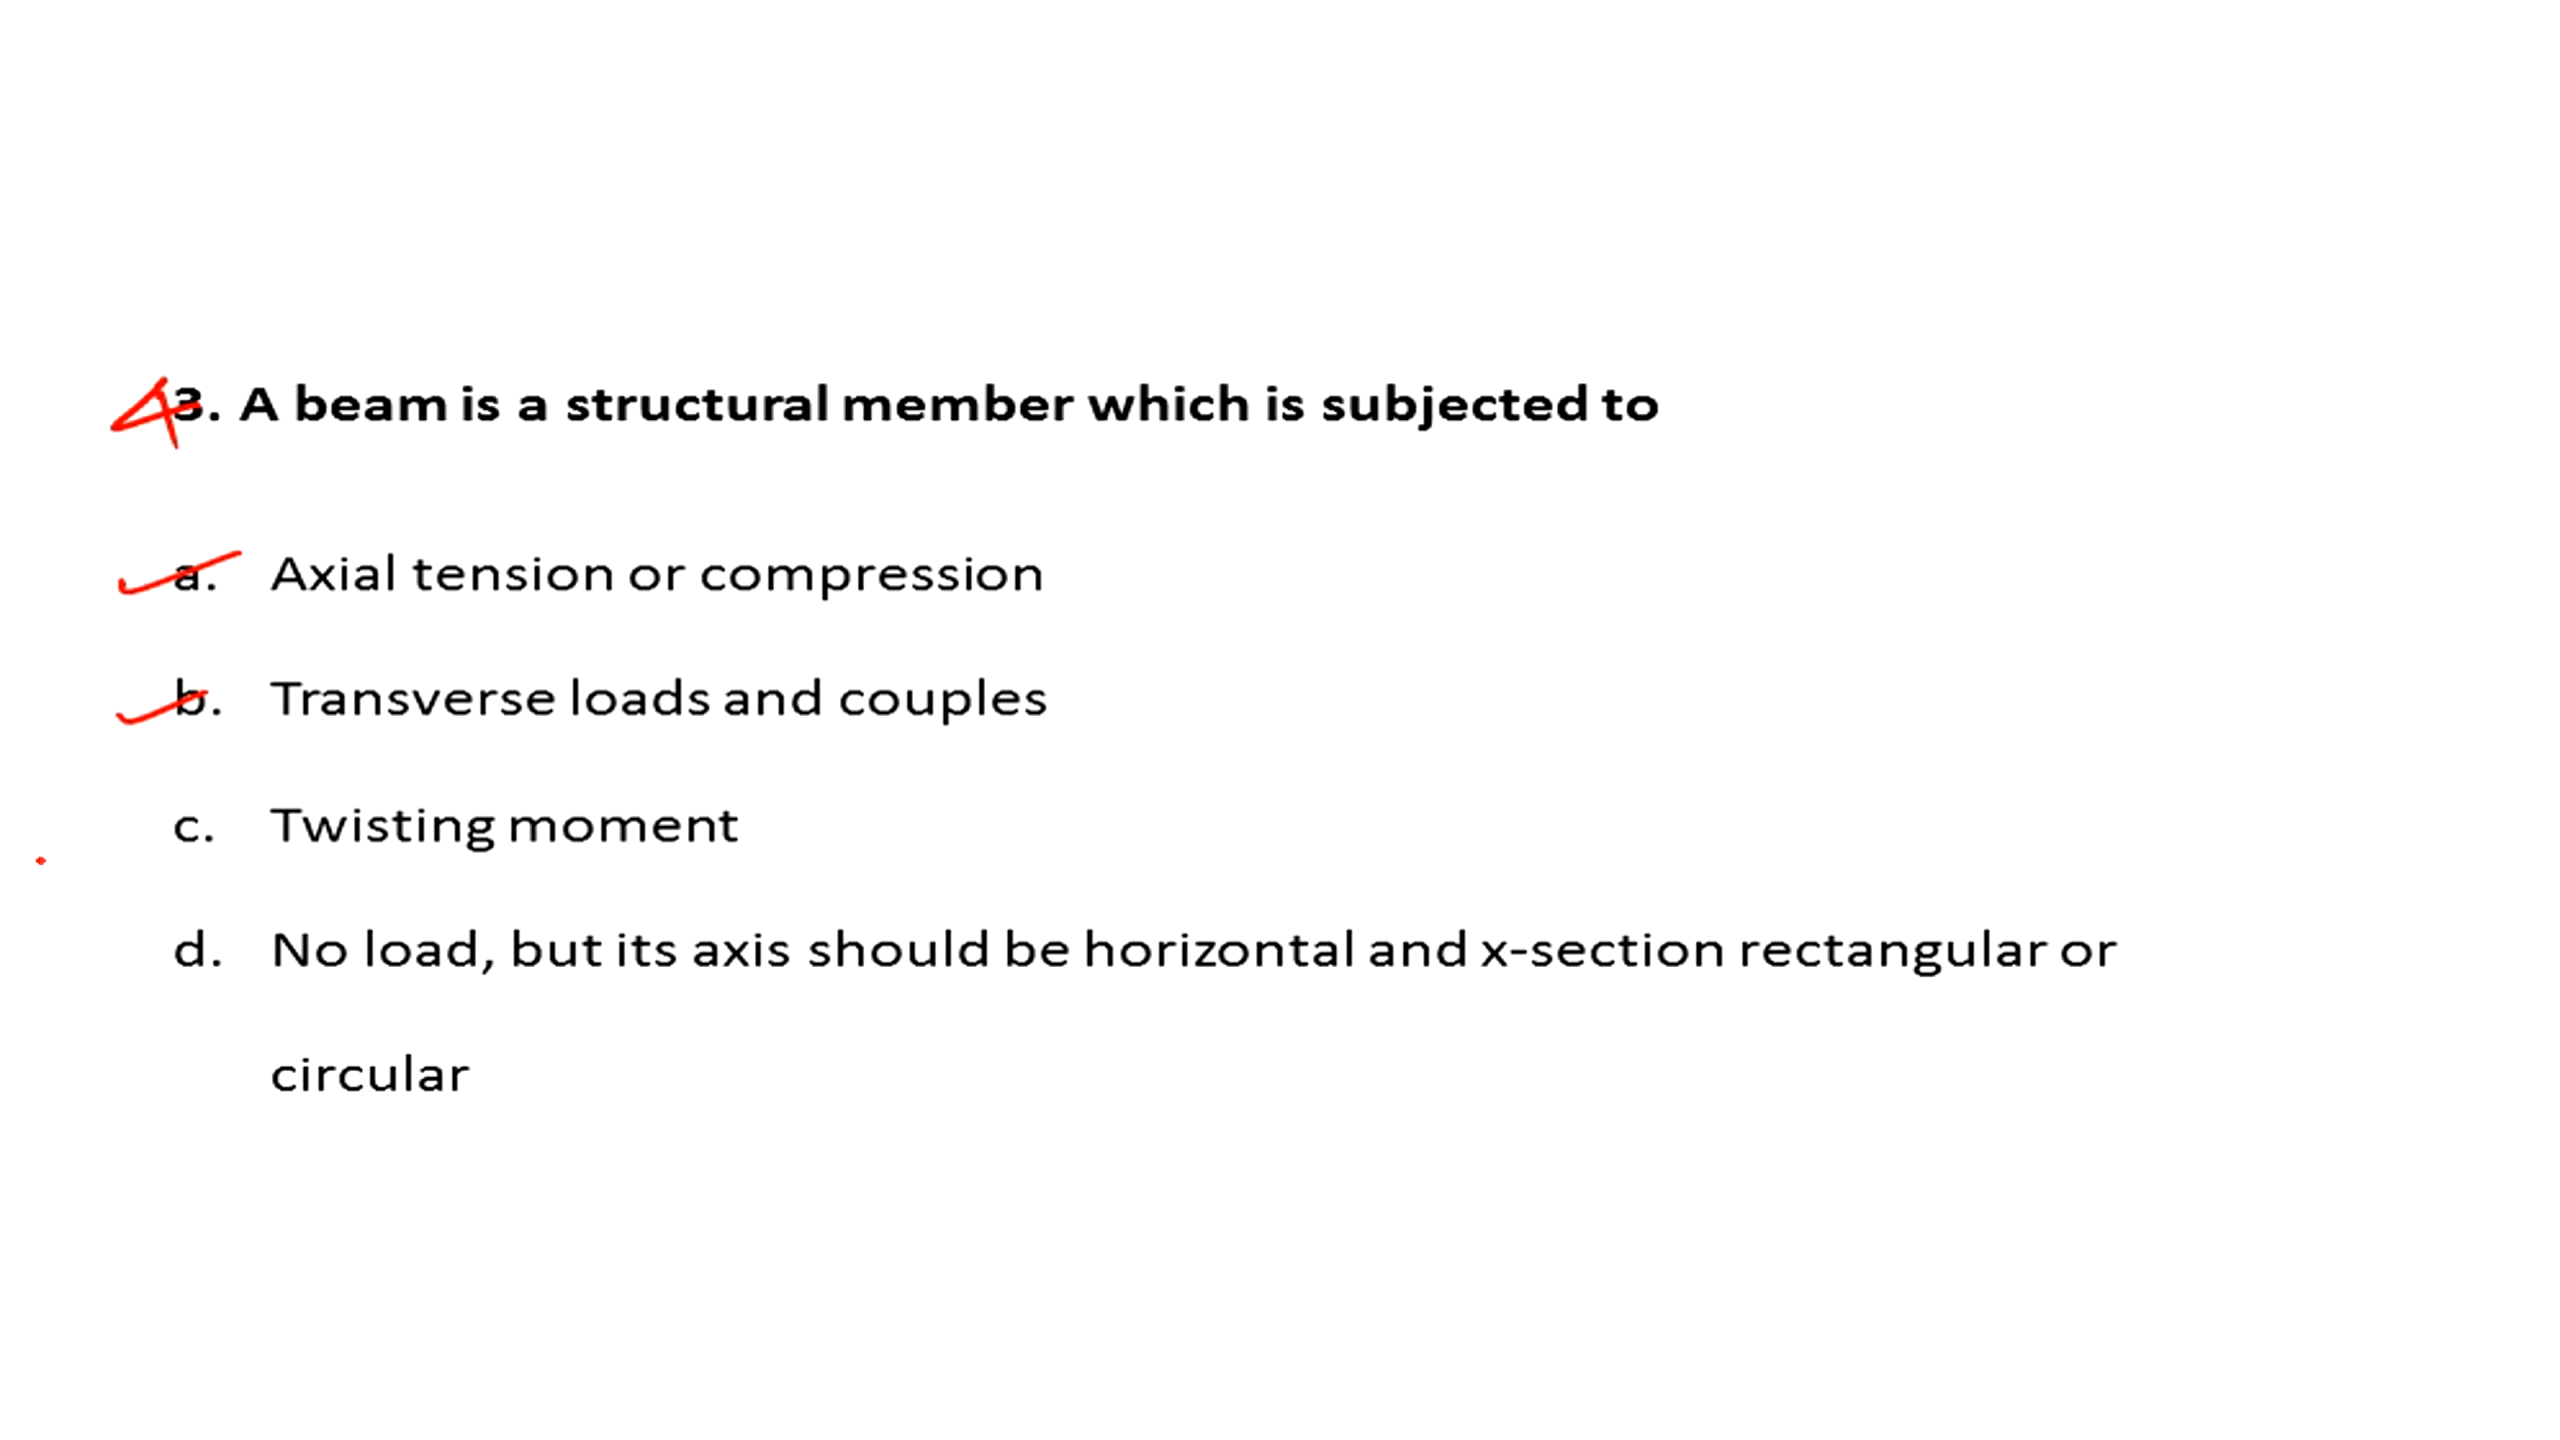 3. A beam is a structural member which is subjected to
a. Axial tension or compression
b. Transverse loads and couples
c. Twisting moment
d. No load, but its axis should be horizontal and x-section rectangular or
circular